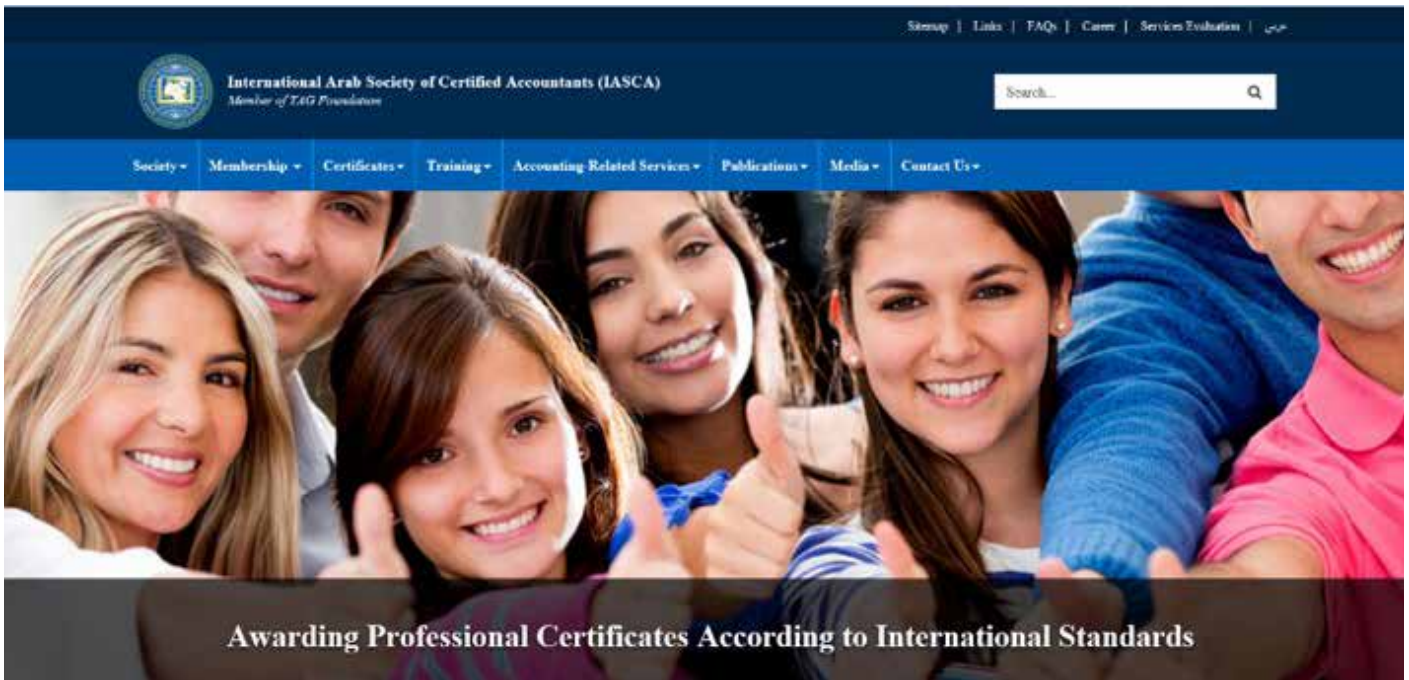 Sitemap | Links | FAQs | Career | Services Evaluation | عربي
International Arab Society of Certified Accountants (IASCA)
Member of TAG Foundation
Search...
Society Membership Certificates Training Accounting-Related Services Publications Media Contact Us
Awarding Professional Certificates According to International Standards